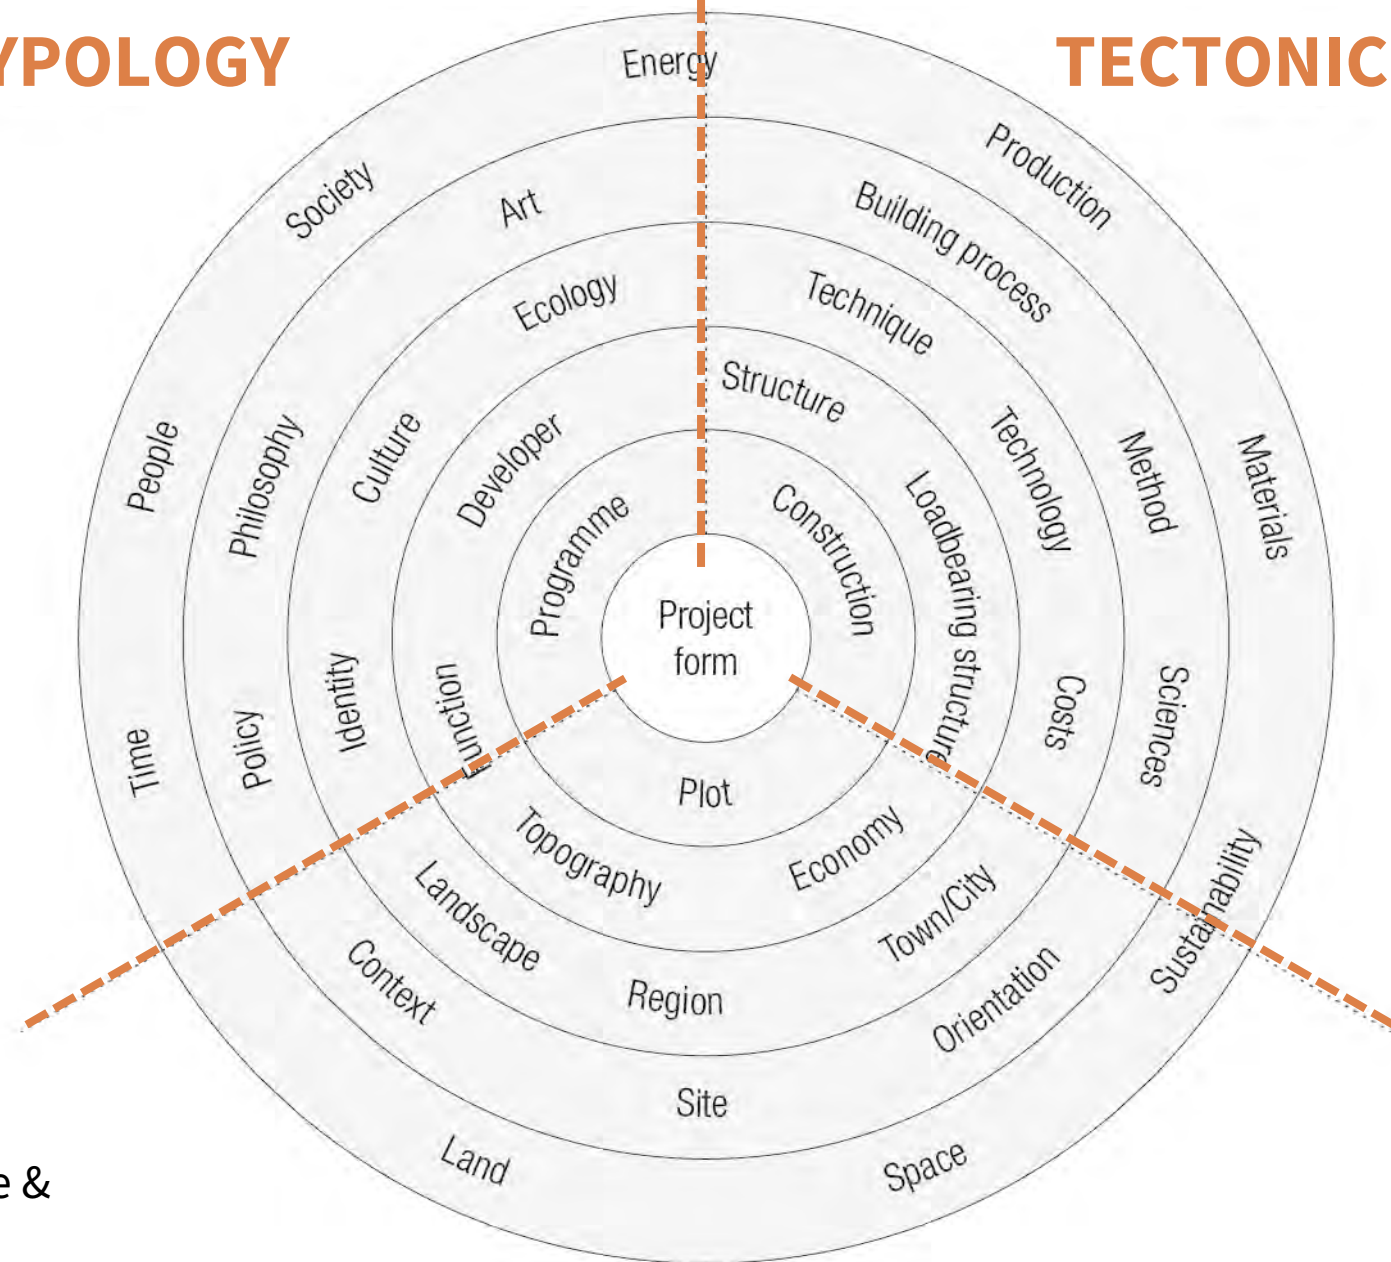 YPOLOGY
TECTONIC
Energy
Society
Production
Art
Building process
Ecology
Technique
Structure
People
Philosophy
Culture
Developer
Programme
Construction
Loadbearing structure
Technology
Method
Materials
Project
form
Time
Policy
Identity
Function
Costs
Sciences
Plot
Topography
Economy
Landscape
Town/City
Sustainability
Context
Region
Orientation
Site
Land
Space
e &